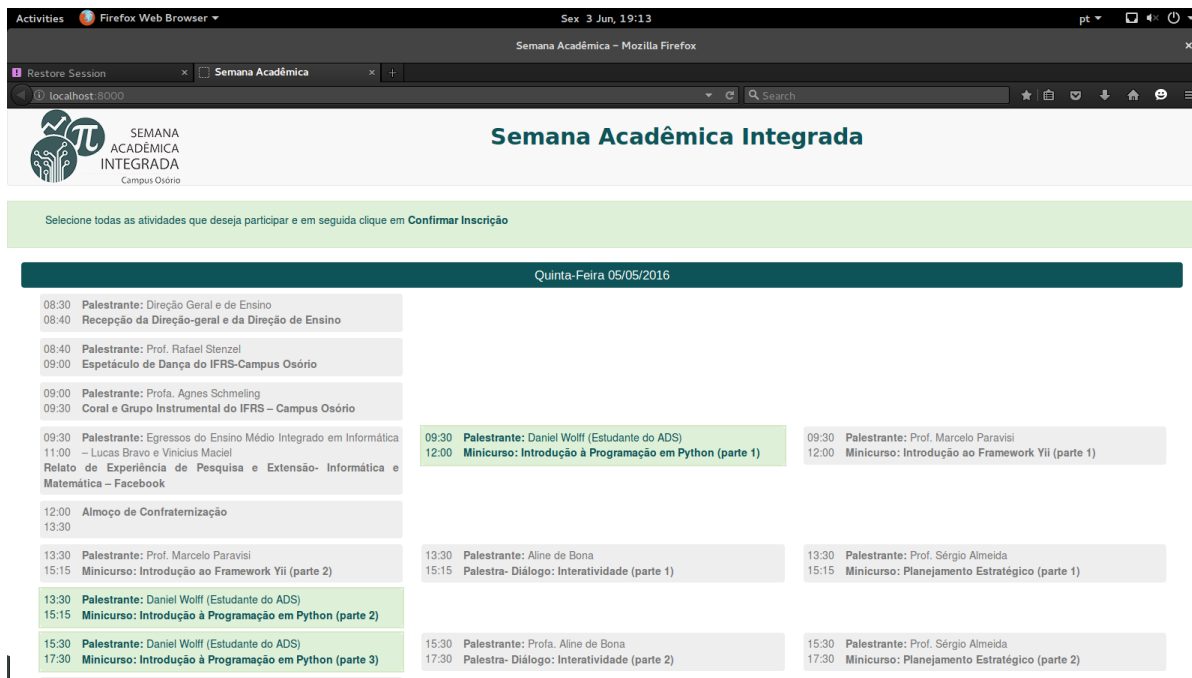 Activities Firefox Web Browser Sex 3 Jun, 19:13 pt
Semana Acadêmica – Mozilla Firefox
Restore Session × Semana Acadêmica × +
localhost:8000 Search
SEMANA
ACADÊMICA
INTEGRADA
Campus Osório
Semana Acadêmica Integrada
Selecione todas as atividades que deseja participar e em seguida clique em Confirmar Inscrição
Quinta-Feira 05/05/2016
08:30 Palestrante: Direção Geral e de Ensino
08:40 Recepção da Direção-geral e da Direção de Ensino
08:40 Palestrante: Prof. Rafael Stenzel
09:00 Espetáculo de Dança do IFRS-Campus Osório
09:00 Palestrante: Profa. Agnes Schmeling
09:30 Coral e Grupo Instrumental do IFRS – Campus Osório
09:30 Palestrante: Egressos do Ensino Médio Integrado em Informática
11:00 – Lucas Bravo e Vinicius Maciel
Relato de Experiência de Pesquisa e Extensão- Informática e
Matemática – Facebook
09:30 Palestrante: Daniel Wolff (Estudante do ADS)
12:00 Minicurso: Introdução à Programação em Python (parte 1)
09:30 Palestrante: Prof. Marcelo Paravisi
12:00 Minicurso: Introdução ao Framework Yii (parte 1)
12:00 Almoço de Confraternização
13:30
13:30 Palestrante: Prof. Marcelo Paravisi
15:15 Minicurso: Introdução ao Framework Yii (parte 2)
13:30 Palestrante: Aline de Bona
15:15 Palestra- Diálogo: Interatividade (parte 1)
13:30 Palestrante: Prof. Sérgio Almeida
15:15 Minicurso: Planejamento Estratégico (parte 1)
13:30 Palestrante: Daniel Wolff (Estudante do ADS)
15:15 Minicurso: Introdução à Programação em Python (parte 2)
15:30 Palestrante: Daniel Wolff (Estudante do ADS)
17:30 Minicurso: Introdução à Programação em Python (parte 3)
15:30 Palestrante: Profa. Aline de Bona
17:30 Palestra- Diálogo: Interatividade (parte 2)
15:30 Palestrante: Prof. Sérgio Almeida
17:30 Minicurso: Planejamento Estratégico (parte 2)